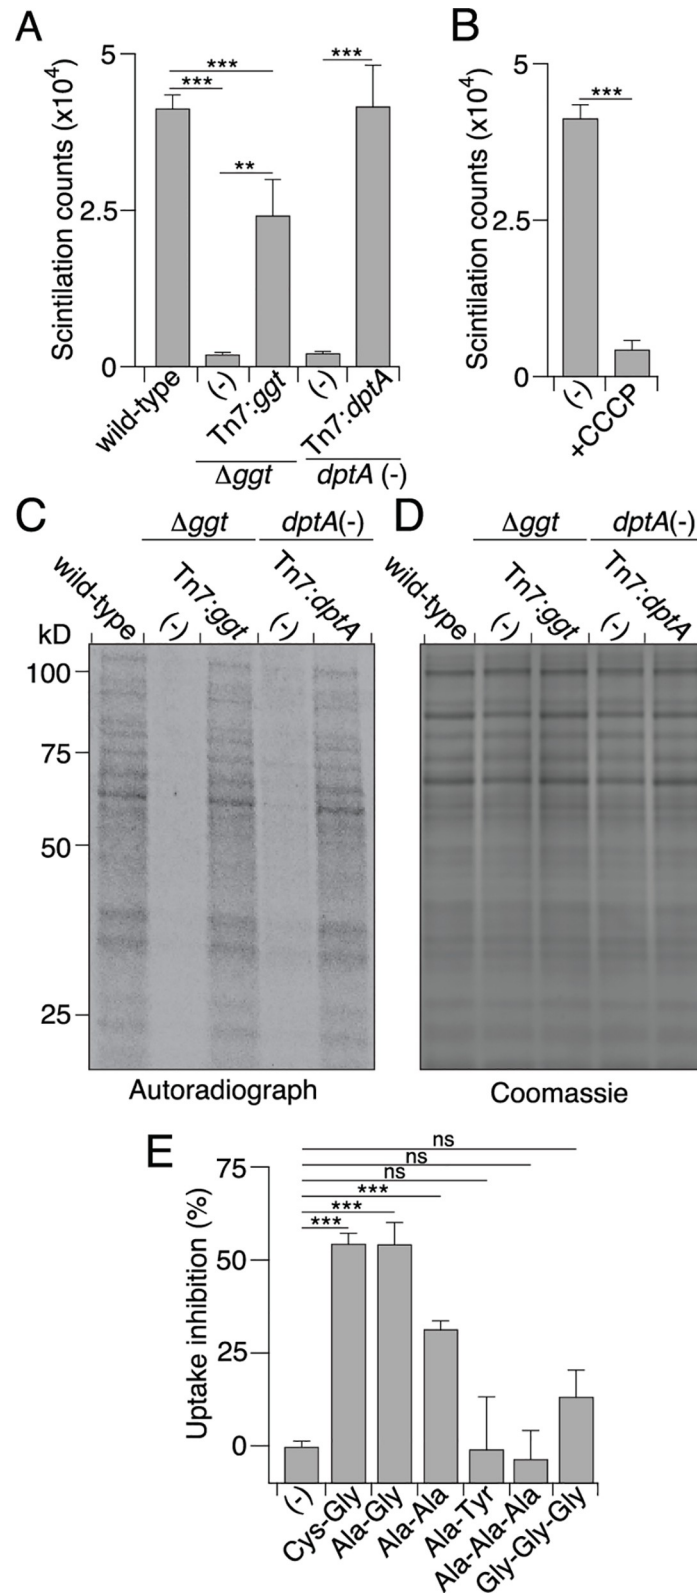 A
B
Scintilation counts (x10⁴)
5
2.5
0
***
***
**
***
wild-type
(-)
Tn7:ggt
(-)
Tn7:dptA
Δggt
dptA (-)
Scintilation counts (x10⁴)
5
2.5
0
***
(-)
+CCCP
C
D
Δggt
dptA(-)
Δggt
dptA(-)
wild-type
(-)
Tn7:ggt
(-)
Tn7:dptA
wild-type
(-)
Tn7:ggt
(-)
Tn7:dptA
kD
100
75
50
25
Autoradiograph
Coomassie
E
Uptake inhibition (%)
75
50
25
0
ns
ns
ns
***
***
***
(-)
Cys-Gly
Ala-Gly
Ala-Ala
Ala-Tyr
Ala-Ala-Ala
Gly-Gly-Gly